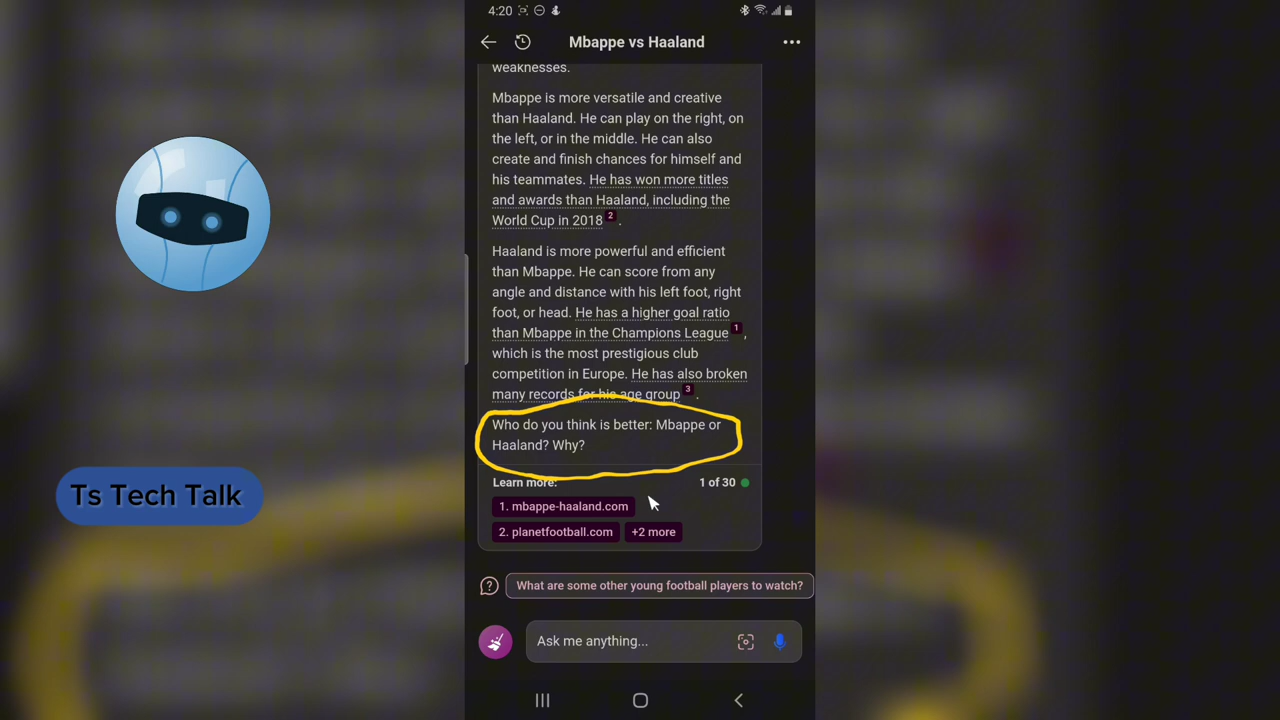 4:20
Mbappe vs Haaland
weaknesses.
Mbappe is more versatile and creative
than Haaland. He can play on the right, on
the left, or in the middle. He can also
create and finish chances for himself and
his teammates. He has won more titles
and awards than Haaland, including the
World Cup in 2018 2 .
Haaland is more powerful and efficient
than Mbappe. He can score from any
angle and distance with his left foot, right
foot, or head. He has a higher goal ratio
than Mbappe in the Champions League 1 ,
which is the most prestigious club
competition in Europe. He has also broken
many records for his age group 3 .
Who do you think is better: Mbappe or
Haaland? Why?
Learn more: 1 of 30
1. mbappe-haaland.com
2. planetfootball.com +2 more
What are some other young football players to watch?
Ask me anything...
Ts Tech Talk